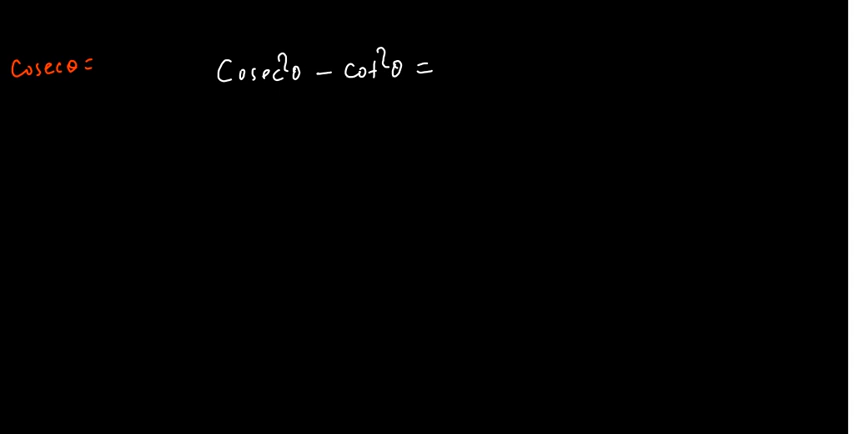 Cosecθ =
Cosec²θ − cot²θ =